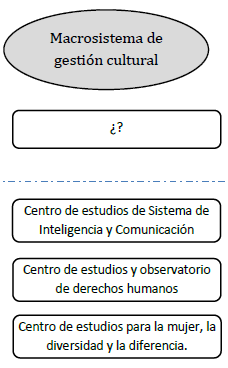 Macrosistema de
gestión cultural
¿?
Centro de estudios de Sistema de
Inteligencia y Comunicación
Centro de estudios y observatorio
de derechos humanos
Centro de estudios para la mujer, la
diversidad y la diferencia.